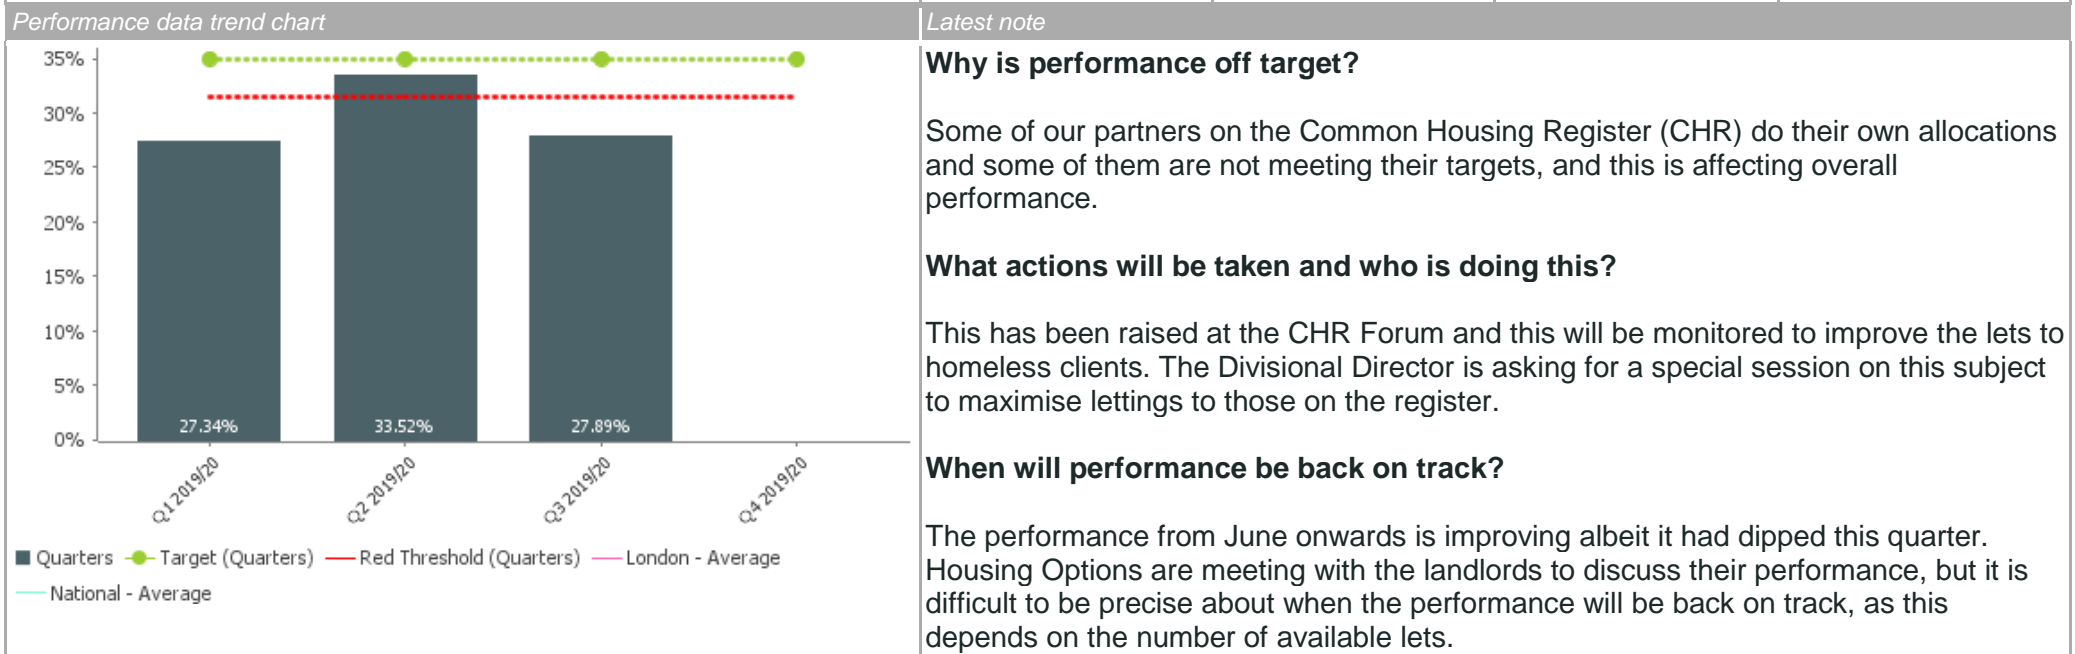 Performance data trend chart
Latest note
35%
30%
25%
20%
15%
10%
5%
0%
27.34%
33.52%
27.89%
Q1 2019/20
Q2 2019/20
Q3 2019/20
Q4 2019/20
Quarters
Target (Quarters)
Red Threshold (Quarters)
London - Average
National - Average
Why is performance off target?
Some of our partners on the Common Housing Register (CHR) do their own allocations
and some of them are not meeting their targets, and this is affecting overall
performance.
What actions will be taken and who is doing this?
This has been raised at the CHR Forum and this will be monitored to improve the lets to
homeless clients. The Divisional Director is asking for a special session on this subject
to maximise lettings to those on the register.
When will performance be back on track?
The performance from June onwards is improving albeit it had dipped this quarter.
Housing Options are meeting with the landlords to discuss their performance, but it is
difficult to be precise about when the performance will be back on track, as this
depends on the number of available lets.